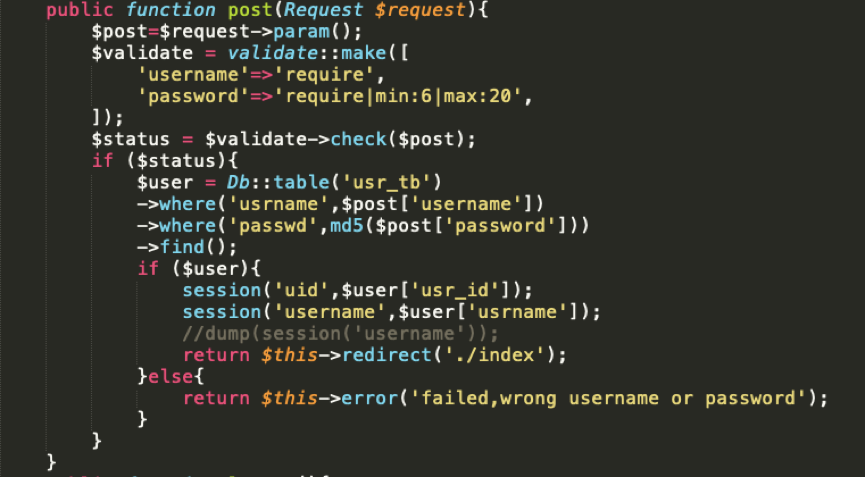 public function post(Request $request){
$post=$request->param();
$validate = validate::make([
'username'=>'require',
'password'=>'require|min:6|max:20',
]);
$status = $validate->check($post);
if ($status){
$user = Db::table('usr_tb')
->where('usrname',$post['username'])
->where('passwd',md5($post['password']))
->find();
if ($user){
session('uid',$user['usr_id']);
session('username',$user['usrname']);
//dump(session('username'));
return $this->redirect('./index');
}else{
return $this->error('failed,wrong username or password');
}
}
}